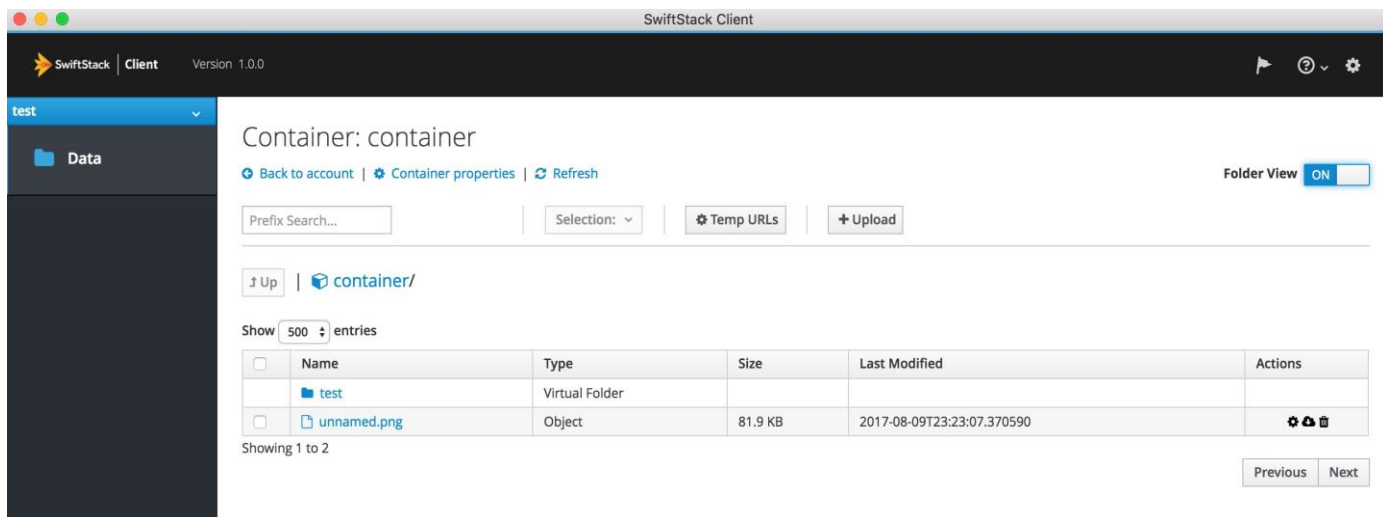 SwiftStack Client
SwiftStack Client Version 1.0.0
test
Data
Container: container
Back to account | Container properties | Refresh
Folder View ON
Prefix Search... Selection: Temp URLs + Upload
Up | container/
Show 500 entries
Name Type Size Last Modified Actions
test Virtual Folder
unnamed.png Object 81.9 KB 2017-08-09T23:23:07.370590
Showing 1 to 2
Previous Next